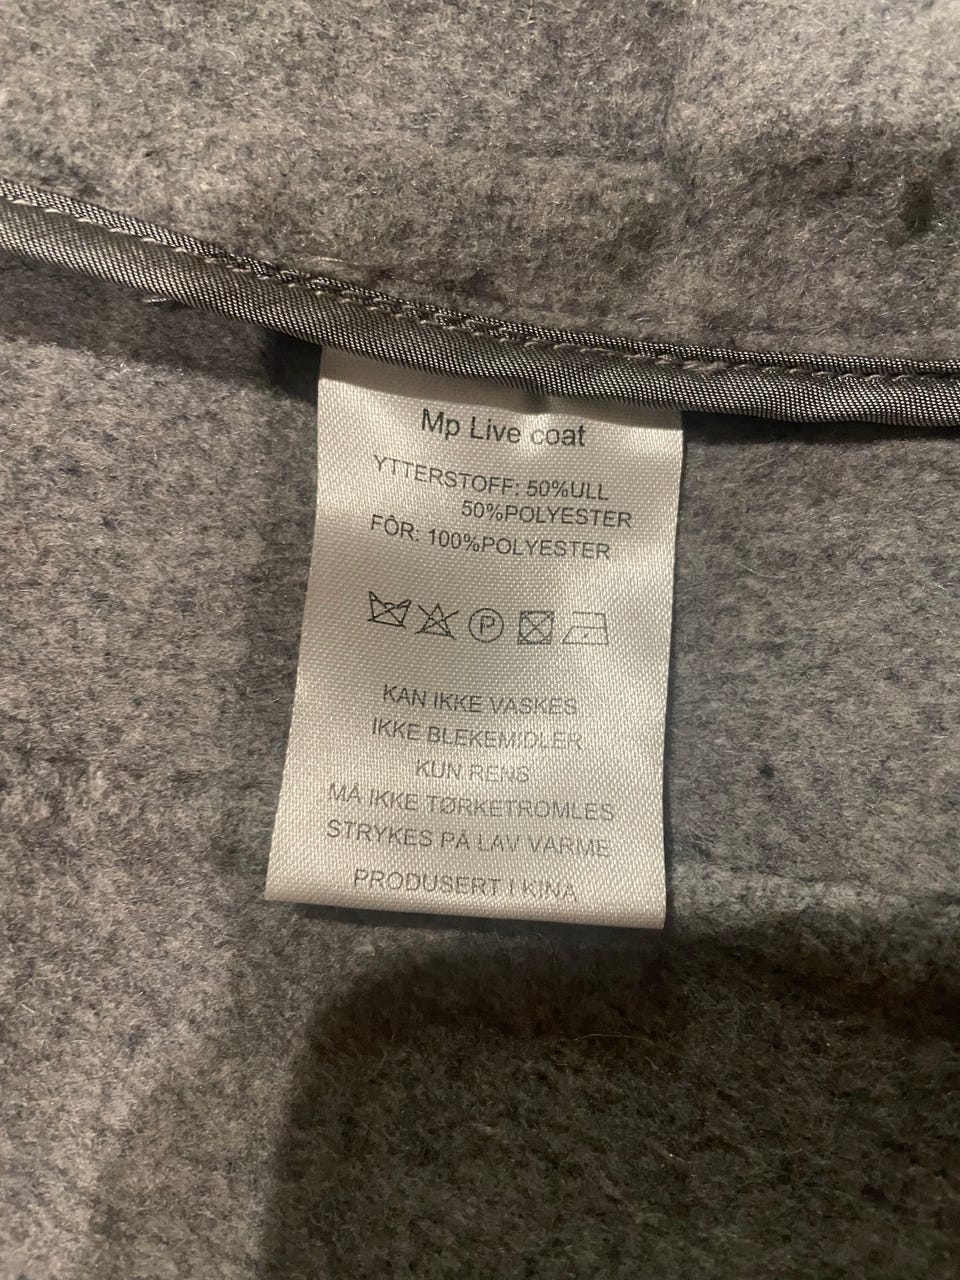 Mp Live coat
YTTERSTOFF: 50%ULL
50%POLYESTER
FÔR: 100%POLYESTER
P
KAN IKKE VASKES
IKKE BLEKEMIDLER
KUN RENS
MÅ IKKE TØRKETROMLES
STRYKES PÅ LAV VARME
PRODUSERT I KINA